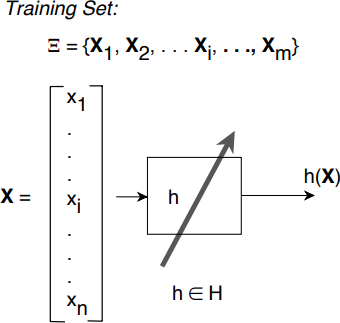 Training Set:
Ξ = {X1, X2, . . . Xi, . . ., Xm}
x1
.
.
.
X = xi h h(X)
.
.
.
xn
h ∈ H